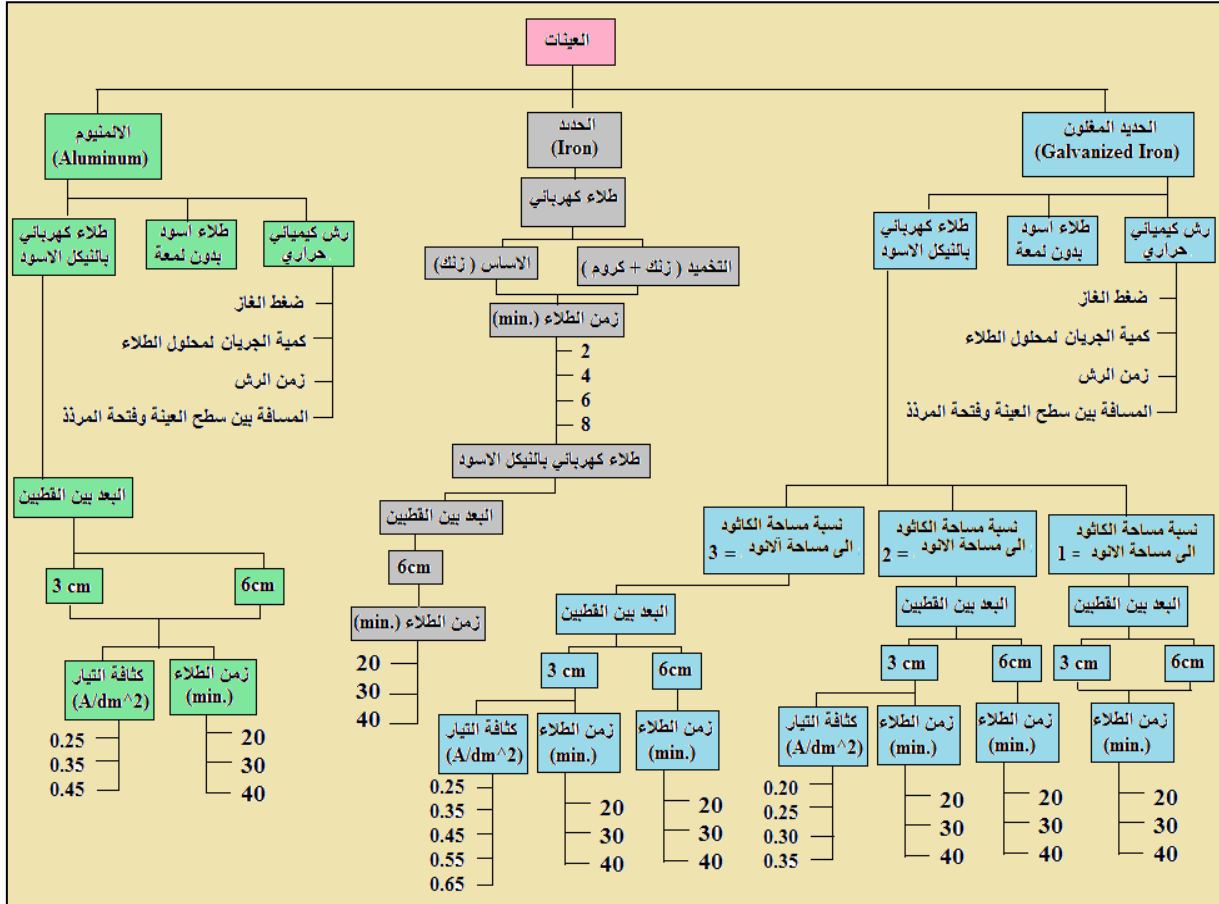 العينات
الحديد المغلون
(Galvanized Iron)
رش كيميائي
حراري
ضغط الغاز
كمية الجريان لمحلول الطلاء
زمن الرش
المسافة بين سطح العينة وفتحة المرذذ
طلاء اسود
بدون لمعة
طلاء كهربائي
بالنيكل الاسود
نسبة مساحة الكاثود
الى مساحة الانود = 1
البعد بين القطبين
6cm
3 cm
زمن الطلاء
(min.)
20
30
40
نسبة مساحة الكاثود
الى مساحة الانود = 2
البعد بين القطبين
6cm
زمن الطلاء
(min.)
20
30
40
3 cm
زمن الطلاء
(min.)
20
30
40
كثافة التيار
(A/dm^2)
0.20
0.25
0.30
0.35
نسبة مساحة الكاثود
الى مساحة الانود = 3
البعد بين القطبين
6cm
زمن الطلاء
(min.)
20
30
40
3 cm
زمن الطلاء
(min.)
20
30
40
كثافة التيار
(A/dm^2)
0.25
0.35
0.45
0.55
0.65
الحديد
(Iron)
طلاء كهربائي
التخميد ( زنك + كروم )
الاساس ( زنك)
زمن الطلاء (min.)
2
4
6
8
طلاء كهربائي بالنيكل الاسود
البعد بين القطبين
6cm
زمن الطلاء (min.)
20
30
40
الالمنيوم
(Aluminum)
رش كيميائي
حراري
ضغط الغاز
كمية الجريان لمحلول الطلاء
زمن الرش
المسافة بين سطح العينة وفتحة المرذذ
طلاء اسود
بدون لمعة
طلاء كهربائي
بالنيكل الاسود
البعد بين القطبين
6cm
3 cm
زمن الطلاء
(min.)
20
30
40
كثافة التيار
(A/dm^2)
0.25
0.35
0.45